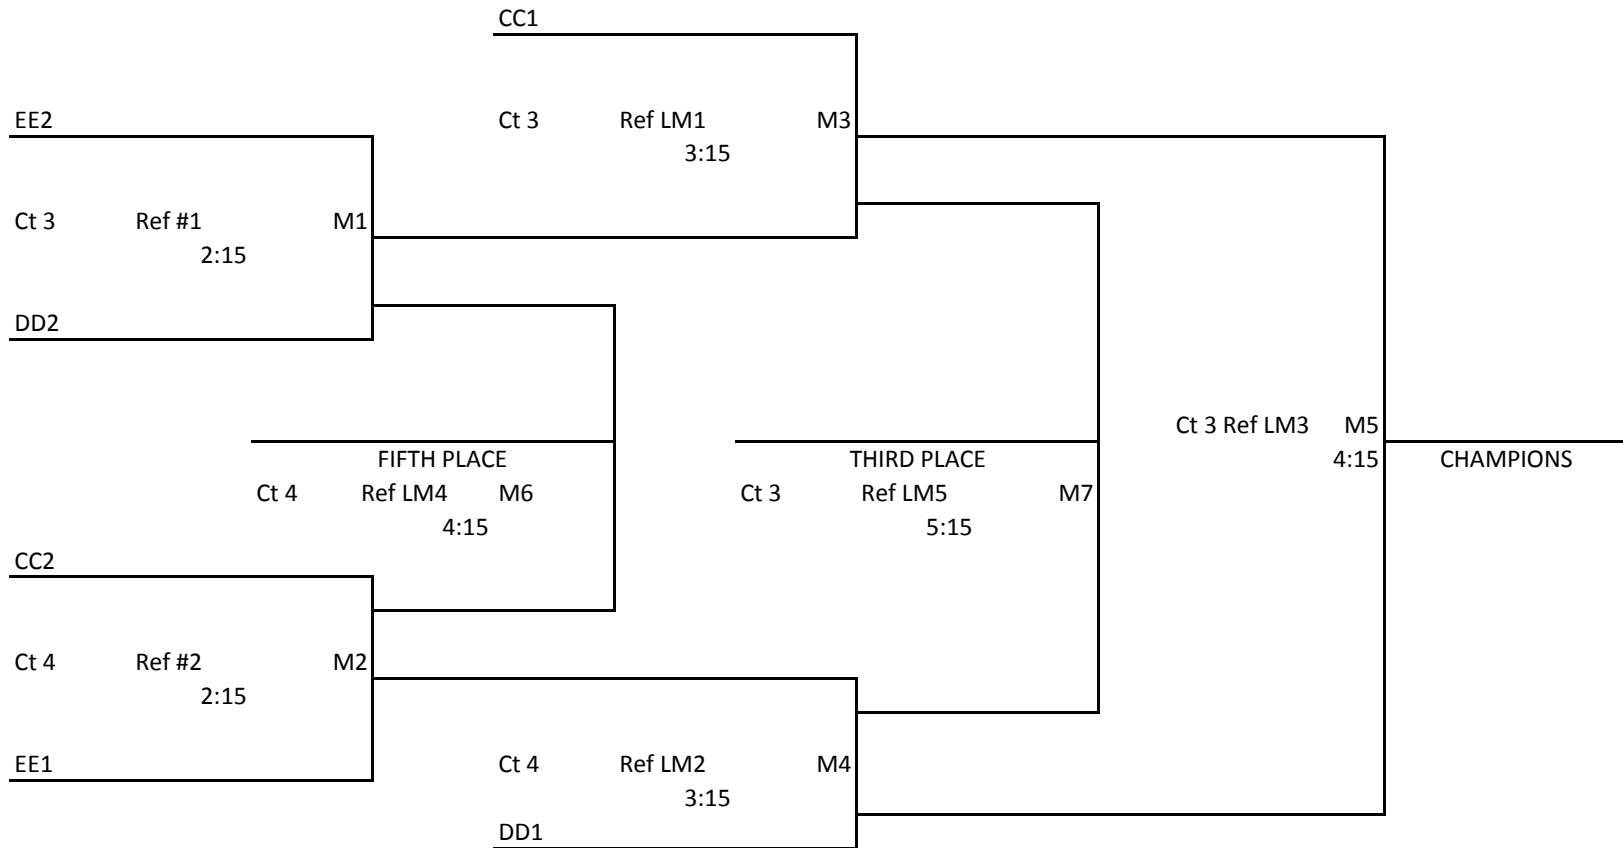 CC1
EE2
Ct 3 Ref LM1 M3
3:15
Ct 3 Ref #1 M1
2:15
DD2
Ct 3 Ref LM3 M5
FIFTH PLACE THIRD PLACE 4:15 CHAMPIONS
Ct 4 Ref LM4 M6 Ct 3 Ref LM5 M7
4:15 5:15
CC2
Ct 4 Ref #2 M2
2:15
EE1 Ct 4 Ref LM2 M4
3:15
DD1